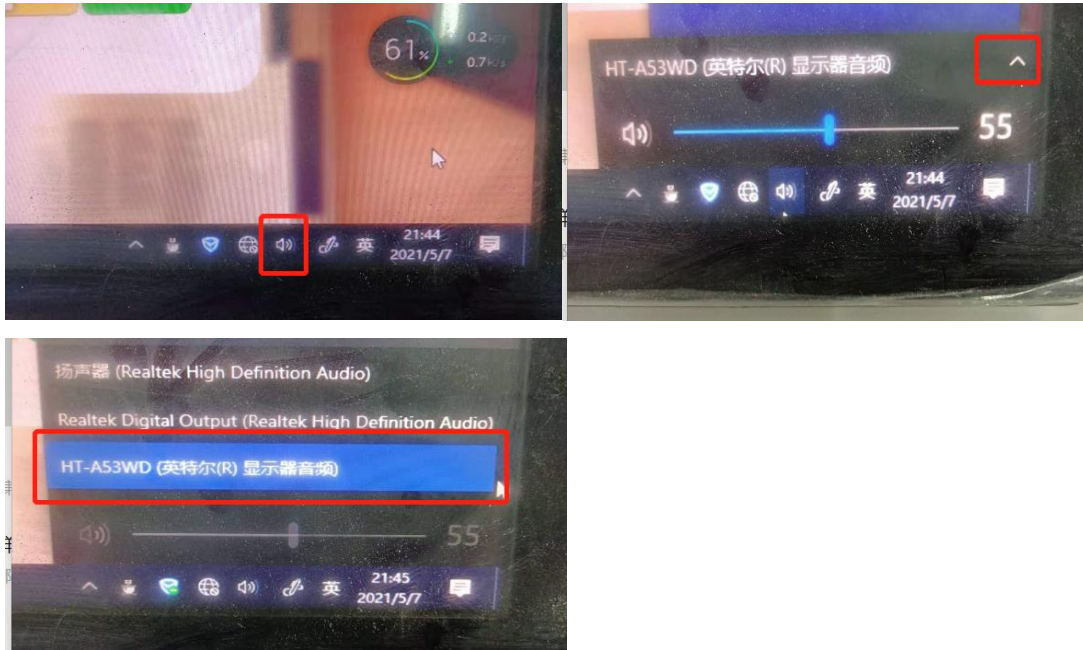 61%
0.2
0.7K/s
英
21:44
2021/5/7
HT-A53WD (英特尔(R) 显示器音频)
55
英
21:44
2021/5/7
扬声器 (Realtek High Definition Audio)
Realtek Digital Output (Realtek High Definition Audio)
HT-A53WD (英特尔(R) 显示器音频)
55
英
21:45
2021/5/7